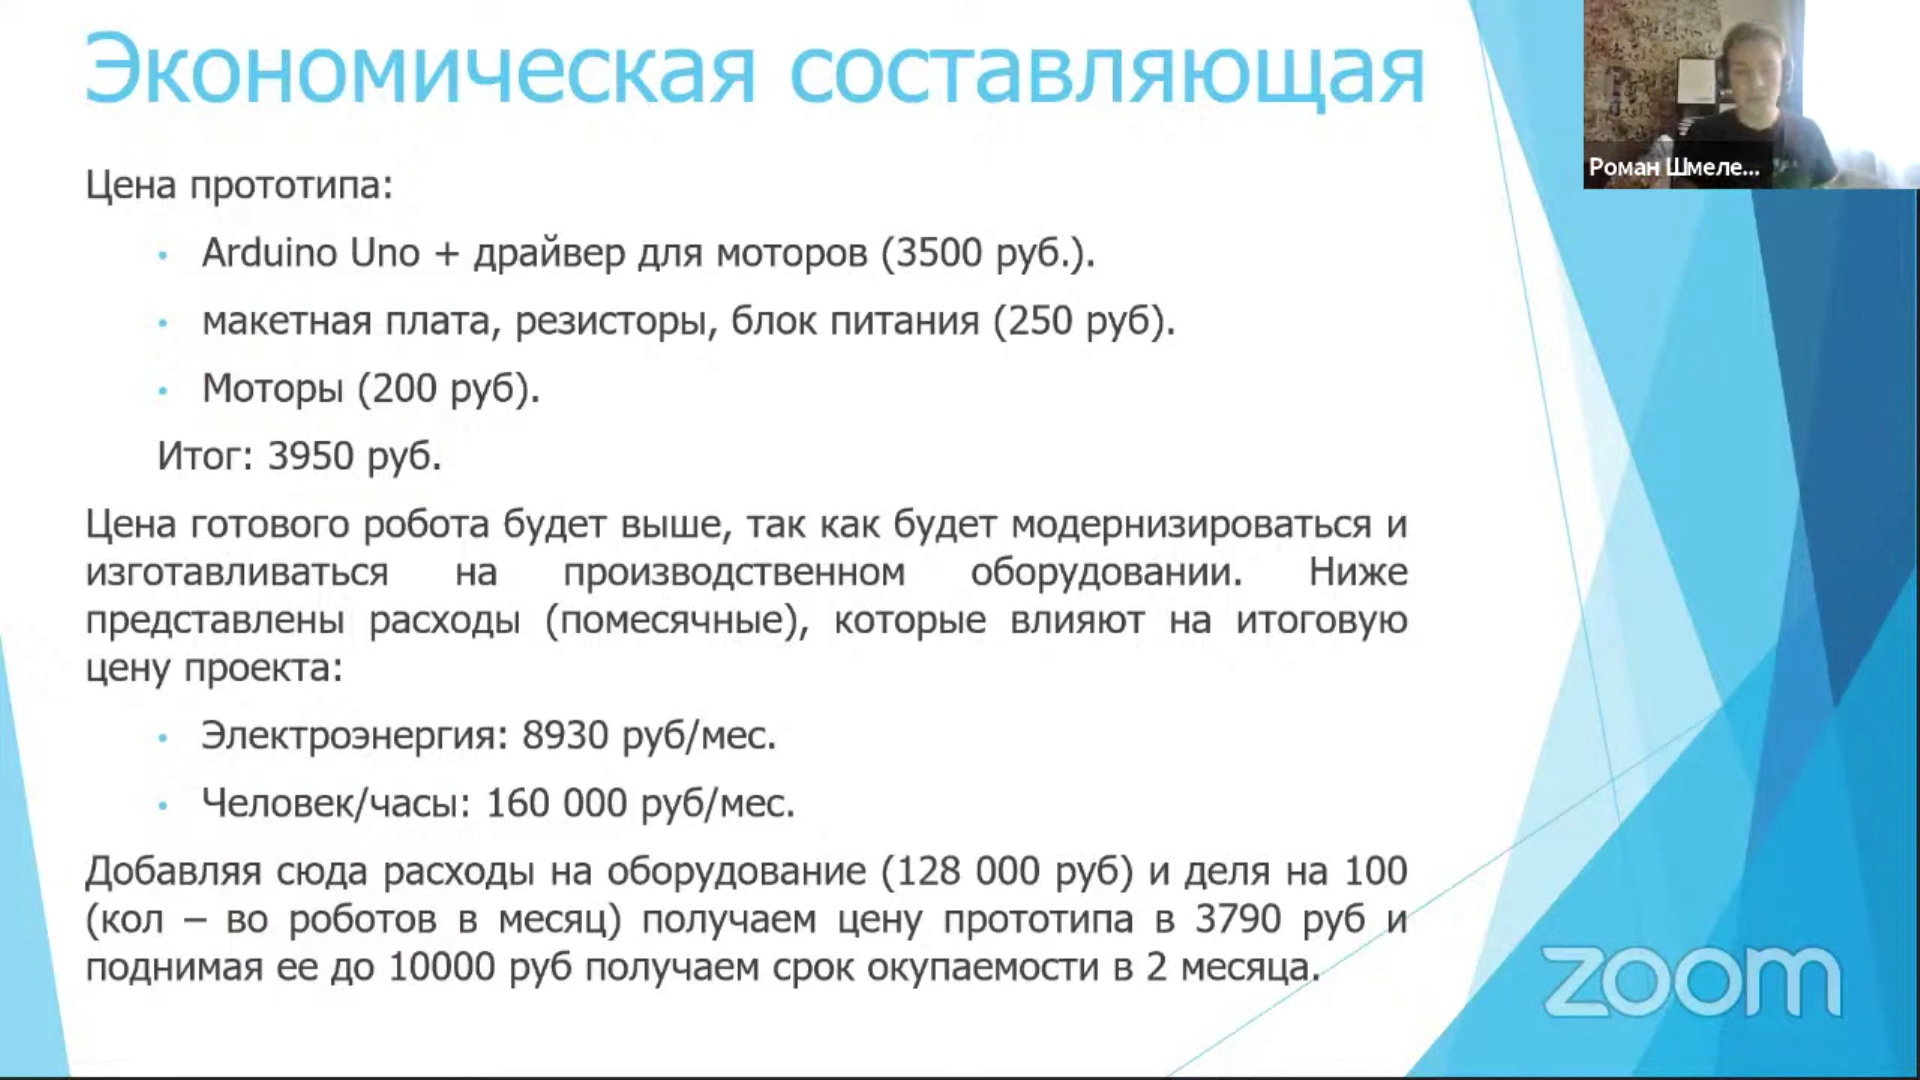 Экономическая составляющая
Роман Шмеле...
Цена прототипа:
• Arduino Uno + драйвер для моторов (3500 руб.).
• макетная плата, резисторы, блок питания (250 руб).
• Моторы (200 руб).
Итог: 3950 руб.
Цена готового робота будет выше, так как будет модернизироваться и
изготавливаться на производственном оборудовании. Ниже
представлены расходы (помесячные), которые влияют на итоговую
цену проекта:
• Электроэнергия: 8930 руб/мес.
• Человек/часы: 160 000 руб/мес.
Добавляя сюда расходы на оборудование (128 000 руб) и деля на 100
(кол – во роботов в месяц) получаем цену прототипа в 3790 руб и
поднимая ее до 10000 руб получаем срок окупаемости в 2 месяца.
zoom